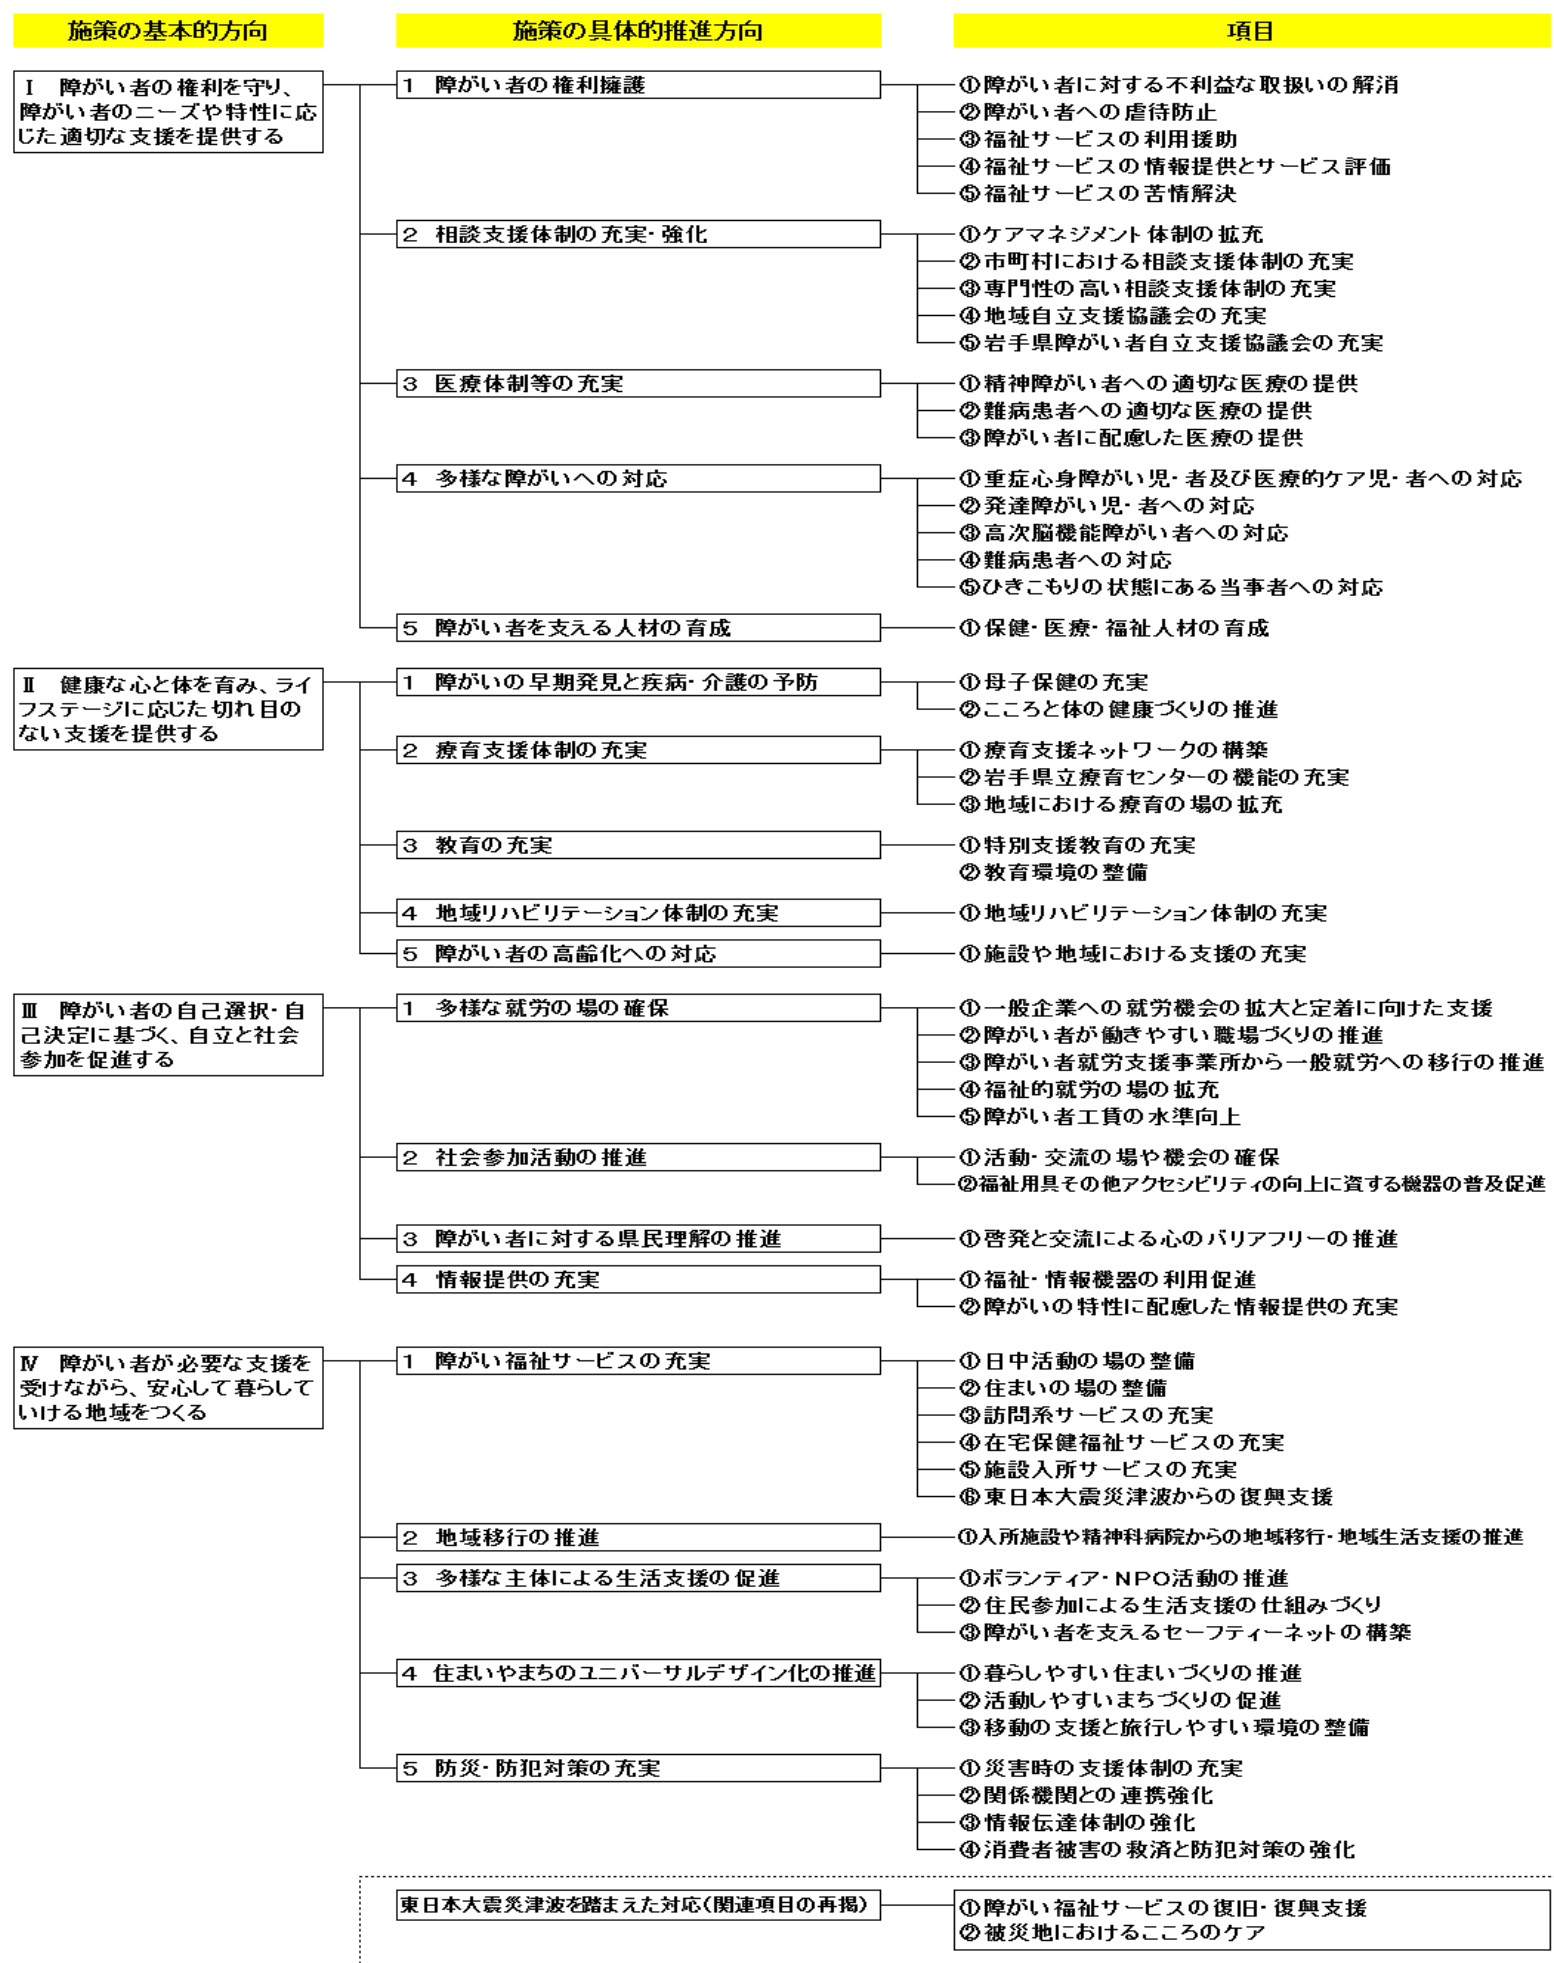 施策の基本的方向
施策の具体的推進方向
項目
Ⅰ　障がい者の権利を守り、
障がい者のニーズや特性に応
じた適切な支援を提供する
1　障がい者の権利擁護
①障がい者に対する不利益な取扱いの解消
②障がい者への虐待防止
③福祉サービスの利用援助
④福祉サービスの情報提供とサービス評価
⑤福祉サービスの苦情解決
2　相談支援体制の充実・強化
①ケアマネジメント体制の拡充
②市町村における相談支援体制の充実
③専門性の高い相談支援体制の充実
④地域自立支援協議会の充実
⑤岩手県障がい者自立支援協議会の充実
3　医療体制等の充実
①精神障がい者への適切な医療の提供
②難病患者への適切な医療の提供
③障がい者に配慮した医療の提供
4　多様な障がいへの対応
①重症心身障がい児・者及び医療的ケア児・者への対応
②発達障がい児・者への対応
③高次脳機能障がい者への対応
④難病患者への対応
⑤ひきこもりの状態にある当事者への対応
5　障がい者を支える人材の育成
①保健・医療・福祉人材の育成
Ⅱ　健康な心と体を育み、ライ
フステージに応じた切れ目の
ない支援を提供する
1　障がいの早期発見と疾病・介護の予防
①母子保健の充実
②こころと体の健康づくりの推進
2　療育支援体制の充実
①療育支援ネットワークの構築
②岩手県立療育センターの機能の充実
③地域における療育の場の拡充
3　教育の充実
①特別支援教育の充実
②教育環境の整備
4　地域リハビリテーション体制の充実
①地域リハビリテーション体制の充実
5　障がい者の高齢化への対応
①施設や地域における支援の充実
Ⅲ　障がい者の自己選択・自
己決定に基づく、自立と社会
参加を促進する
1　多様な就労の場の確保
①一般企業への就労機会の拡大と定着に向けた支援
②障がい者が働きやすい職場づくりの推進
③障がい者就労支援事業所から一般就労への移行の推進
④福祉的就労の場の拡充
⑤障がい者工賃の水準向上
2　社会参加活動の推進
①活動・交流の場や機会の確保
②福祉用具その他アクセシビリティの向上に資する機器の普及促進
3　障がい者に対する県民理解の推進
①啓発と交流による心のバリアフリーの推進
4　情報提供の充実
①福祉・情報機器の利用促進
②障がいの特性に配慮した情報提供の充実
Ⅳ　障がい者が必要な支援を
受けながら、安心して暮らして
いける地域をつくる
1　障がい福祉サービスの充実
①日中活動の場の整備
②住まいの場の整備
③訪問系サービスの充実
④在宅保健福祉サービスの充実
⑤施設入所サービスの充実
⑥東日本大震災津波からの復興支援
2　地域移行の推進
①入所施設や精神科病院からの地域移行・地域生活支援の推進
3　多様な主体による生活支援の促進
①ボランティア・NPO活動の推進
②住民参加による生活支援の仕組みづくり
③障がい者を支えるセーフティーネットの構築
4　住まいやまちのユニバーサルデザイン化の推進
①暮らしやすい住まいづくりの推進
②活動しやすいまちづくりの促進
③移動の支援と旅行しやすい環境の整備
5　防災・防犯対策の充実
①災害時の支援体制の充実
②関係機関との連携強化
③情報伝達体制の強化
④消費者被害の救済と防犯対策の強化
東日本大震災津波を踏まえた対応(関連項目の再掲)
①障がい福祉サービスの復旧・復興支援
②被災地におけるこころのケア